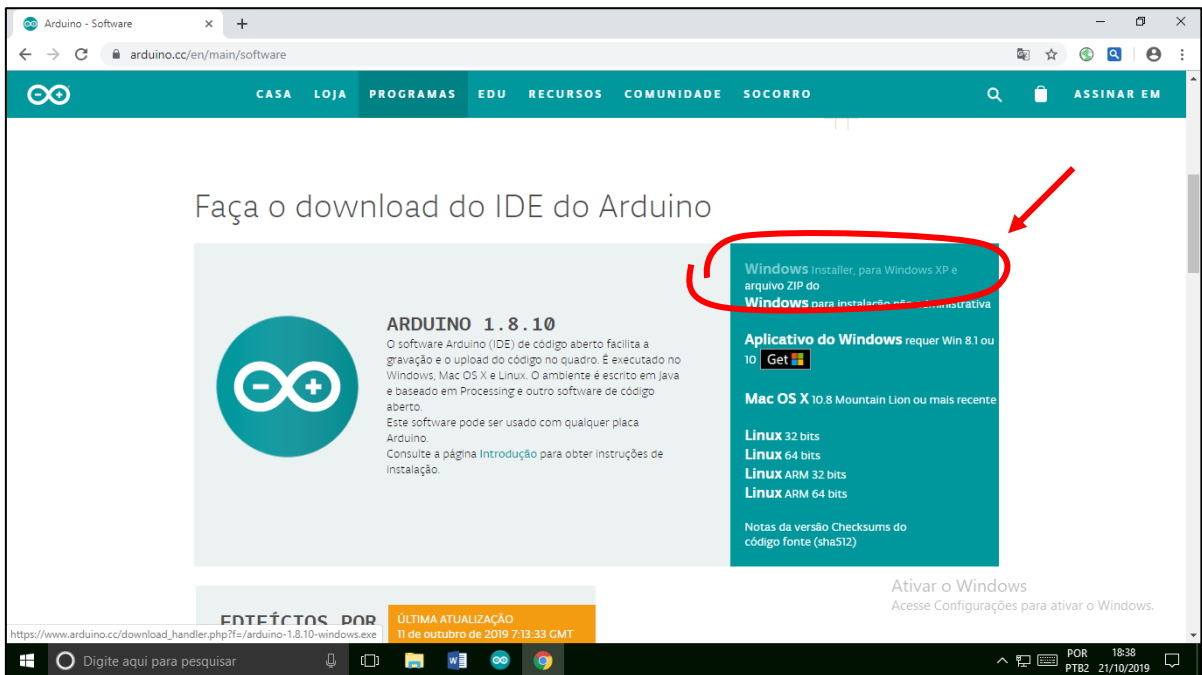 Arduino - Software
arduino.cc/en/main/software
CASA LOJA PROGRAMAS EDU RECURSOS COMUNIDADE SOCORRO ASSINAR EM
Faça o download do IDE do Arduino
ARDUINO 1.8.10
O software Arduino (IDE) de código aberto facilita a
gravação e o upload do código no quadro. É executado no
Windows, Mac OS X e Linux. O ambiente é escrito em Java
e baseado em Processing e outro software de código
aberto.
Este software pode ser usado com qualquer placa
Arduino.
Consulte a página Introdução para obter instruções de
instalação.
Windows Installer, para Windows XP e
arquivo ZIP do
Windows para instalação não administrativa
Aplicativo do Windows requer Win 8.1 ou
10 Get
Mac OS X 10.8 Mountain Lion ou mais recente
Linux 32 bits
Linux 64 bits
Linux ARM 32 bits
Linux ARM 64 bits
Notas da versão Checksums do
código fonte (sha512)
Ativar o Windows
Acesse Configurações para ativar o Windows.
EDIFÍCIOS POR
ÚLTIMA ATUALIZAÇÃO
11 de outubro de 2019 7:13:33 GMT
https://www.arduino.cc/download_handler.php?f=/arduino-1.8.10-windows.exe
Digite aqui para pesquisar
POR 18:38
PTB2 21/10/2019